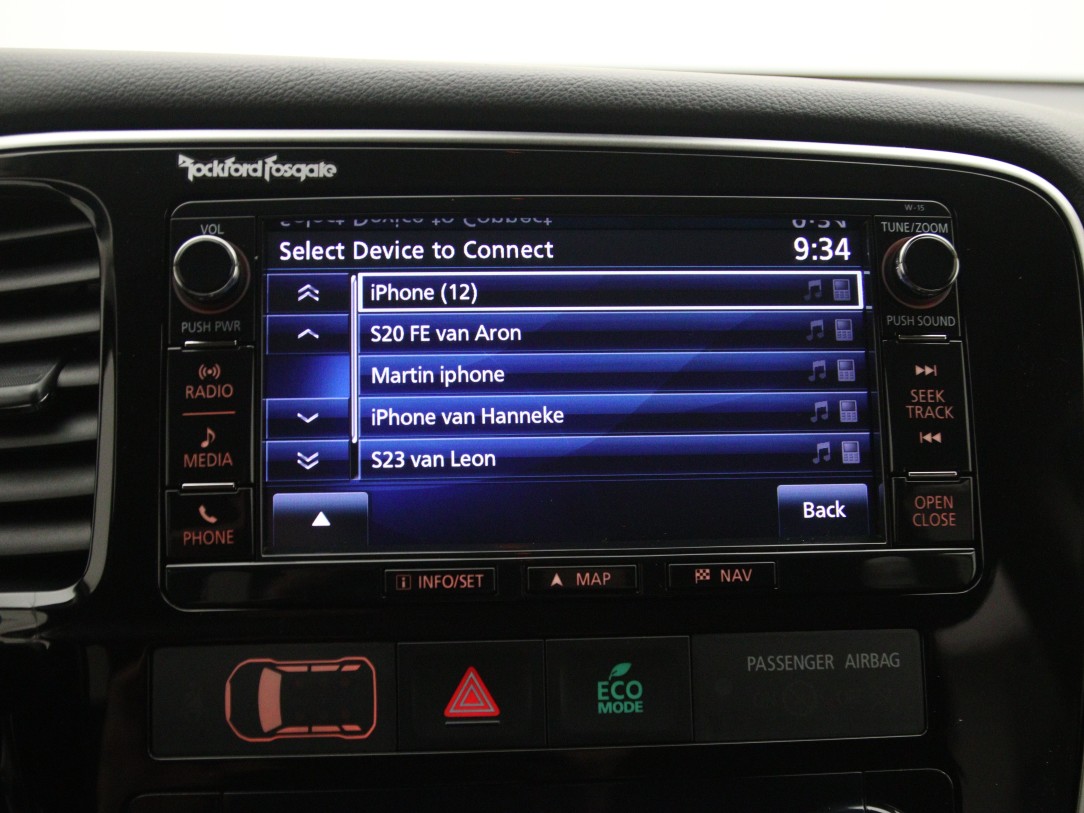 Rockford Fosgate
W-15
VOL
TUNE/ZOOM
Select Device to Connect 9:34
iPhone (12)
PUSH PWR
PUSH SOUND
S20 FE van Aron
RADIO
Martin iphone
SEEK
TRACK
iPhone van Hanneke
MEDIA
S23 van Leon
PHONE
Back
OPEN
CLOSE
INFO/SET
MAP
NAV
ECO
MODE
PASSENGER AIRBAG